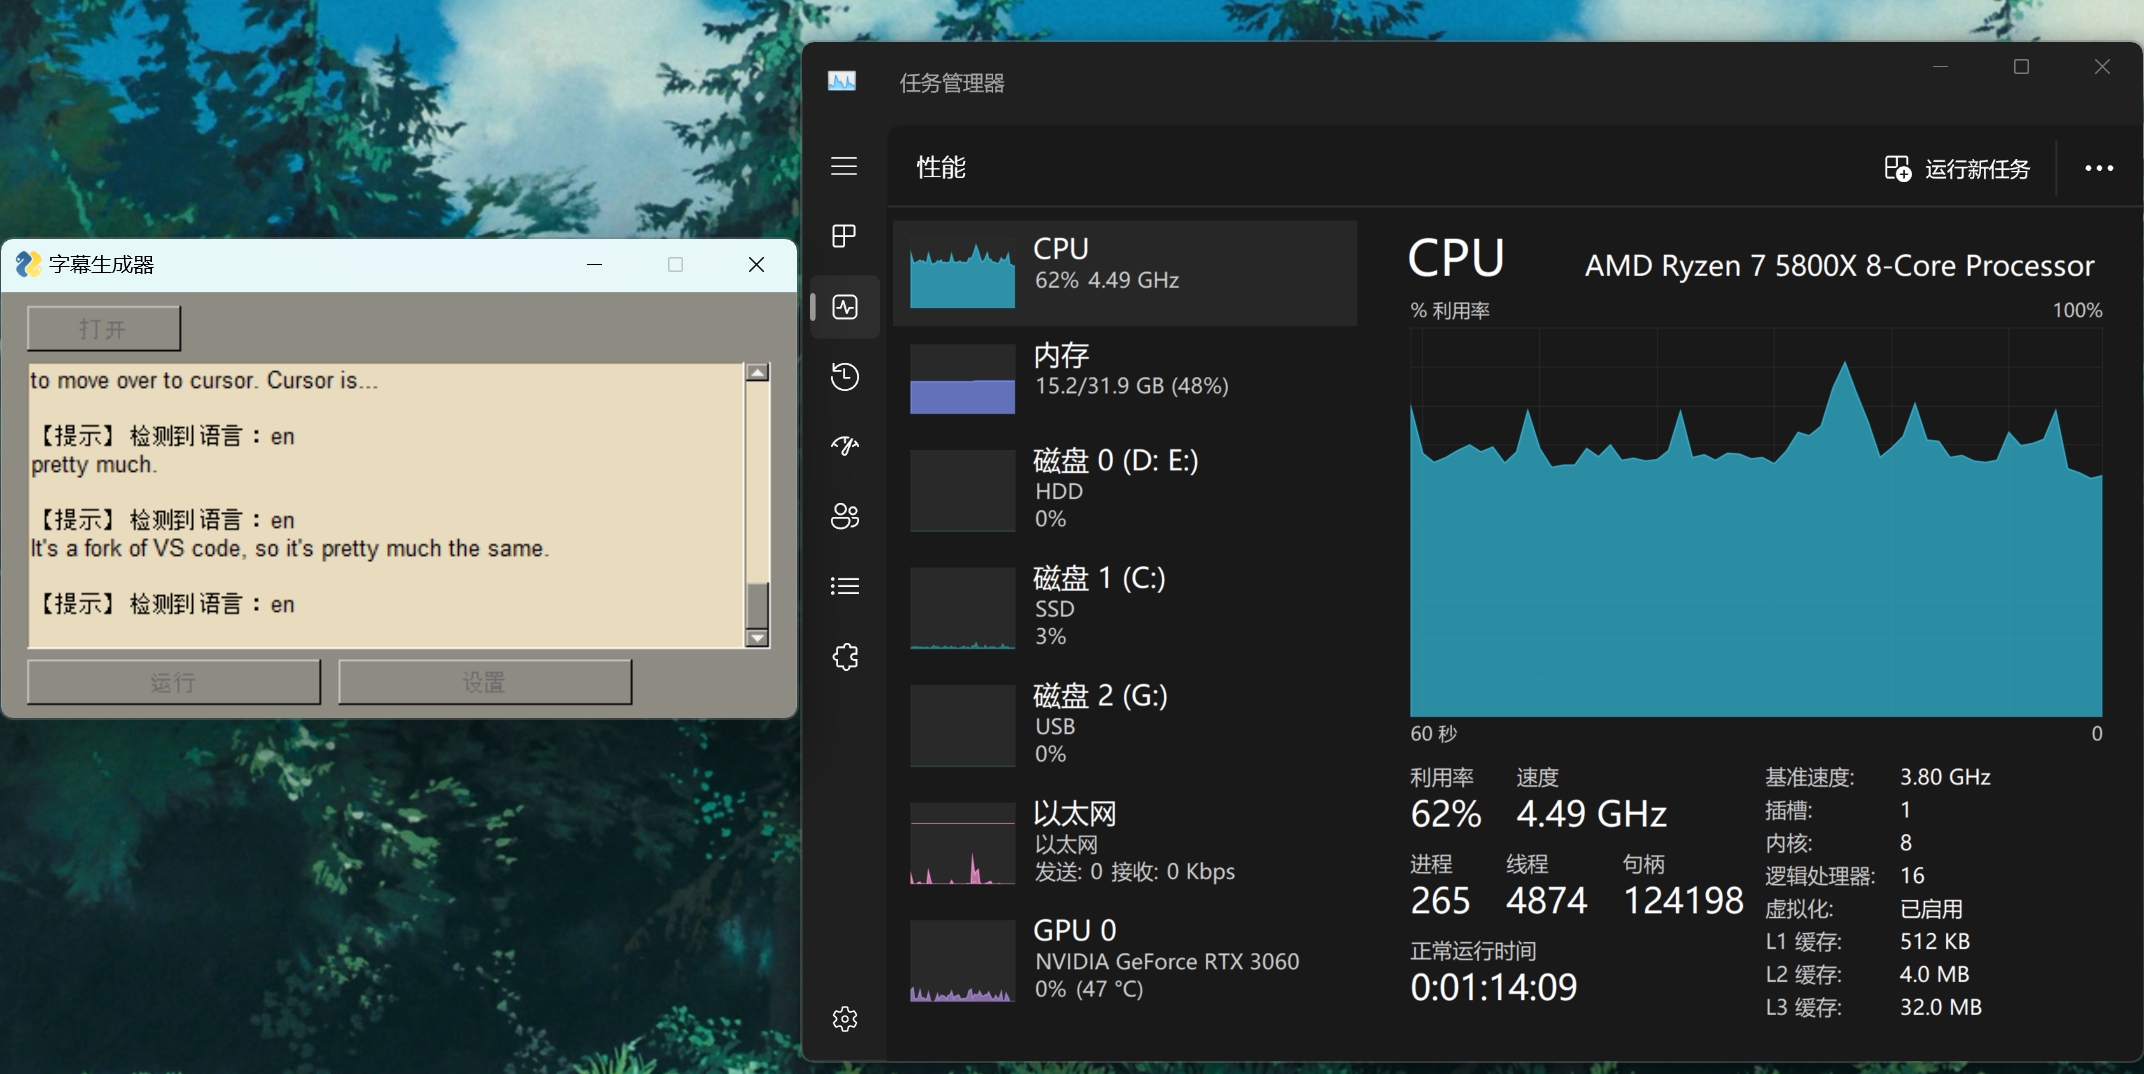 字幕生成器
打开
to move over to cursor. Cursor is...
【提示】检测到语言：en
pretty much.
【提示】检测到语言：en
It's a fork of VS code, so it's pretty much the same.
【提示】检测到语言：en
运行
设置
任务管理器
性能
运行新任务
CPU
62% 4.49 GHz
内存
15.2/31.9 GB (48%)
磁盘 0 (D: E:)
HDD
0%
磁盘 1 (C:)
SSD
3%
磁盘 2 (G:)
USB
0%
以太网
以太网
发送: 0 接收: 0 Kbps
GPU 0
NVIDIA GeForce RTX 3060
0% (47 °C)
CPU
AMD Ryzen 7 5800X 8-Core Processor
% 利用率
100%
60 秒
0
利用率 速度
62% 4.49 GHz
进程 线程 句柄
265 4874 124198
正常运行时间
0:01:14:09
基准速度: 3.80 GHz
插槽: 1
内核: 8
逻辑处理器: 16
虚拟化: 已启用
L1 缓存: 512 KB
L2 缓存: 4.0 MB
L3 缓存: 32.0 MB